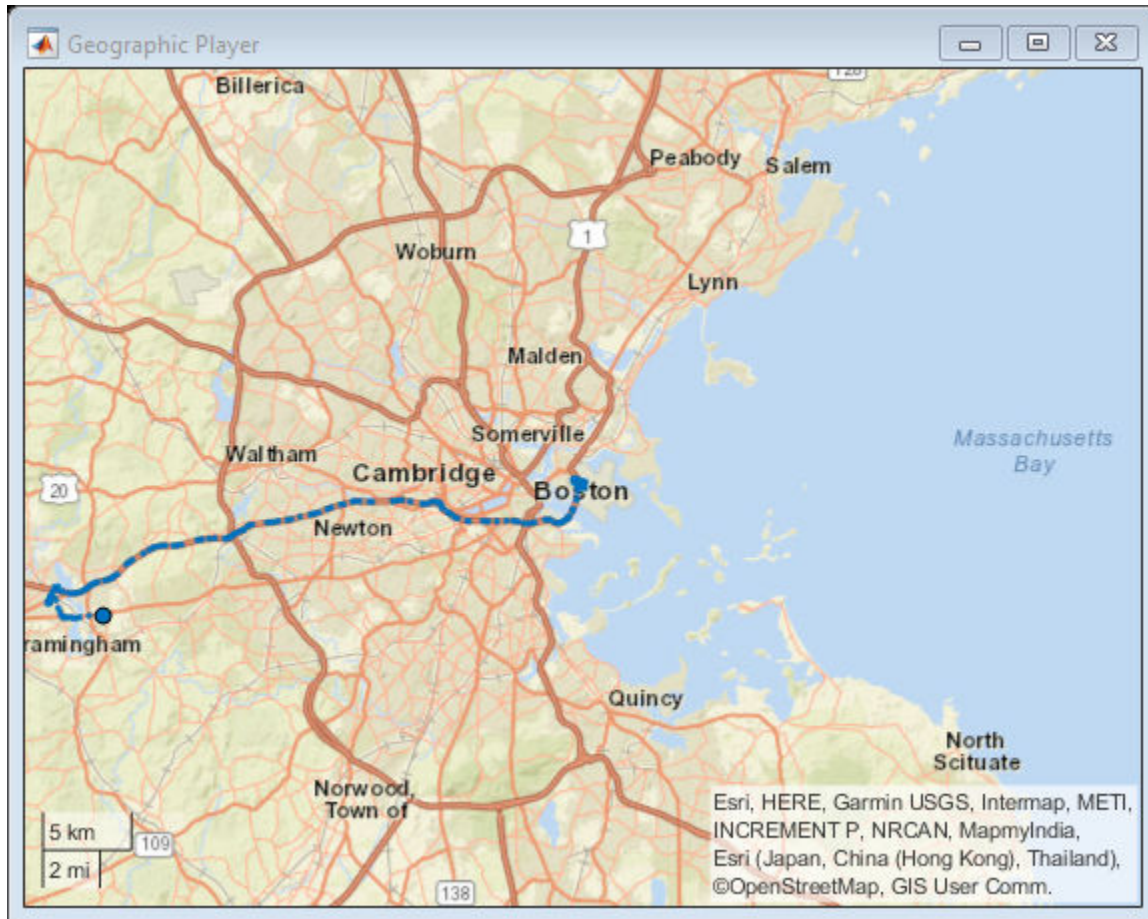 Geographic Player
128
Billerica
Peabody
Salem
1
Woburn
Lynn
Malden
Somerville
Massachusetts
Bay
Waltham
Cambridge
20
Boston
Newton
ramingham
Quincy
North
Scituate
Norwood,
Town of
5 km
2 mi
109
138
Esri, HERE, Garmin USGS, Intermap, METI,
INCREMENT P, NRCAN, MapmyIndia,
Esri (Japan, China (Hong Kong), Thailand),
©OpenStreetMap, GIS User Comm.